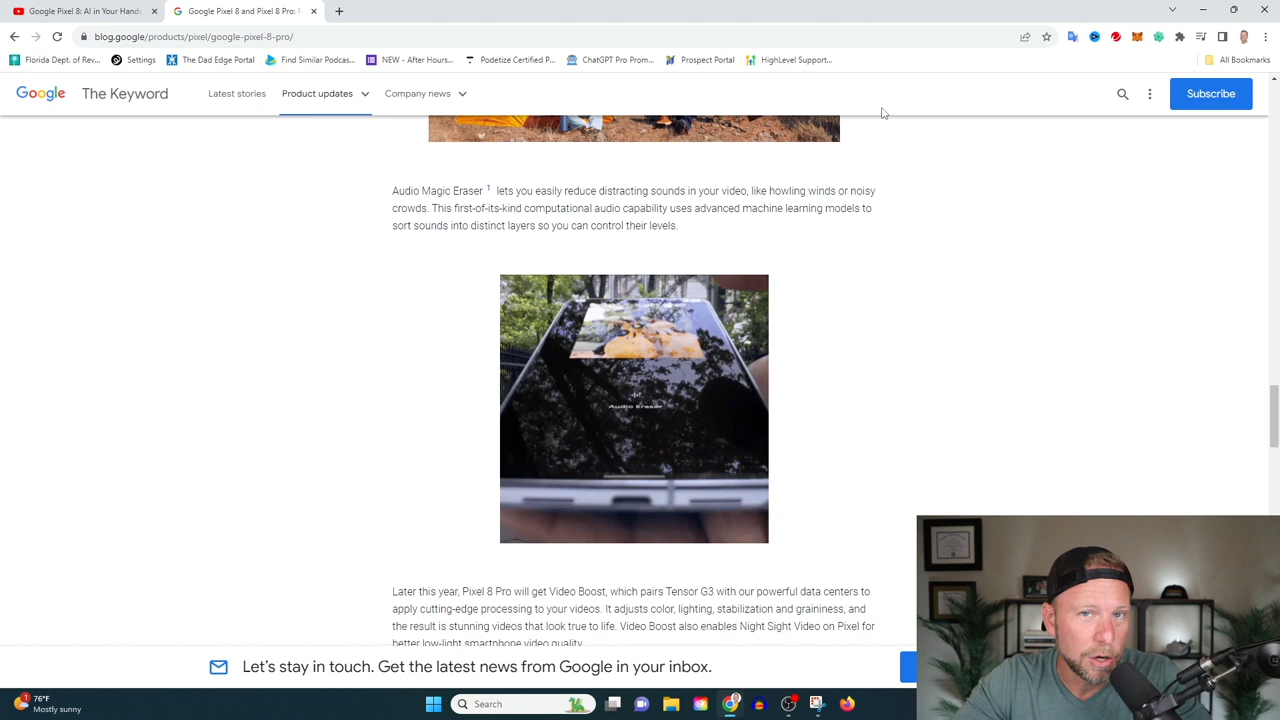 Google Pixel 8: AI in Your Hand
Google Pixel 8 and Pixel 8 Pro: F
blog.google/products/pixel/google-pixel-8-pro/
Florida Dept. of Rev...
Settings
The Dad Edge Portal
Find Similar Podcas...
NEW - After Hours...
Podetize Certified P...
ChatGPT Pro Prom...
Prospect Portal
HighLevel Support...
All Bookmarks
Google The Keyword
Latest stories
Product updates
Company news
Subscribe
Audio Magic Eraser 1 lets you easily reduce distracting sounds in your video, like howling winds or noisy
crowds. This first-of-its-kind computational audio capability uses advanced machine learning models to
sort sounds into distinct layers so you can control their levels.
Audio Eraser
Later this year, Pixel 8 Pro will get Video Boost, which pairs Tensor G3 with our powerful data centers to
apply cutting-edge processing to your videos. It adjusts color, lighting, stabilization and graininess, and
the result is stunning videos that look true to life. Video Boost also enables Night Sight Video on Pixel for
better low-light smartphone video quality.
Let's stay in touch. Get the latest news from Google in your inbox.
1
76°F
Mostly sunny
Search